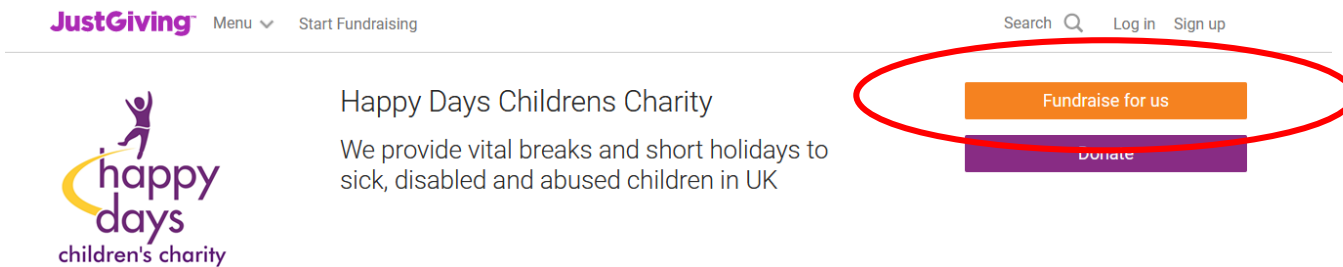 JustGiving Menu Start Fundraising Search Log in Sign up
Happy Days Childrens Charity
We provide vital breaks and short holidays to
sick, disabled and abused children in UK
Fundraise for us
Donate
happy
days
children's charity